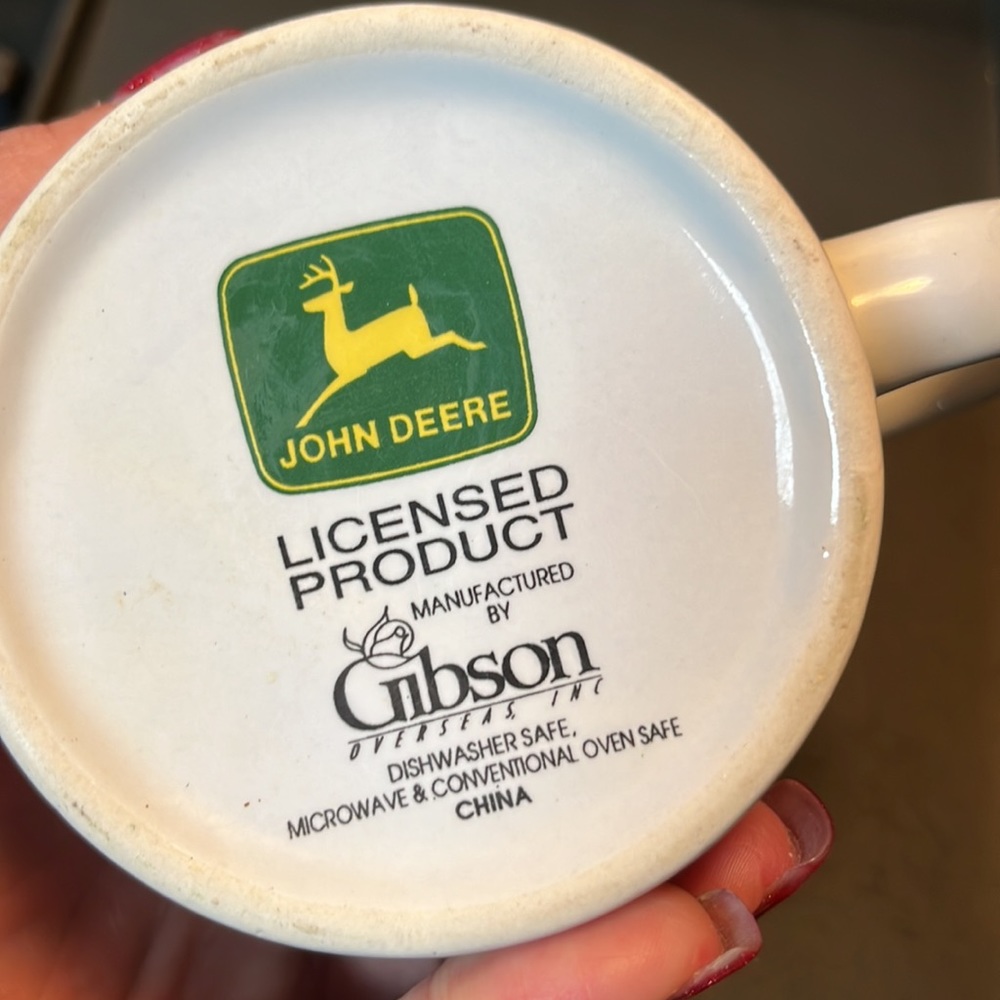 JOHN DEERE
LICENSED
PRODUCT
MANUFACTURED
BY
Gibson
OVERSEAS, INC
DISHWASHER SAFE,
MICROWAVE & CONVENTIONAL OVEN SAFE
CHINA